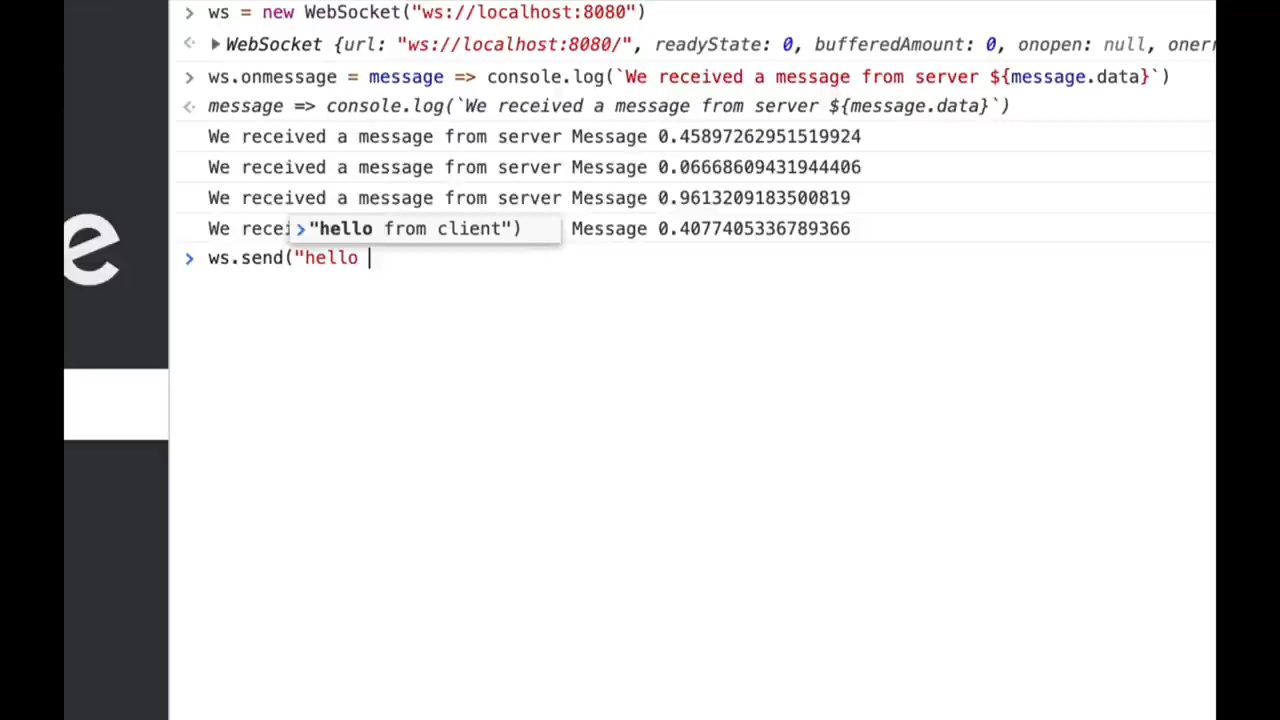 e
> ws = new WebSocket("ws://localhost:8080")
WebSocket {url: "ws://localhost:8080/", readyState: 0, bufferedAmount: 0, onopen: null, oner
> ws.onmessage = message => console.log(`We received a message from server ${message.data}`)
message => console.log(`We received a message from server ${message.data}`)
We received a message from server Message 0.45897262951519924
We received a message from server Message 0.06668609431944406
We received a message from server Message 0.9613209183500819
We recei Message 0.4077405336789366
> "hello from client")
> ws.send("hello